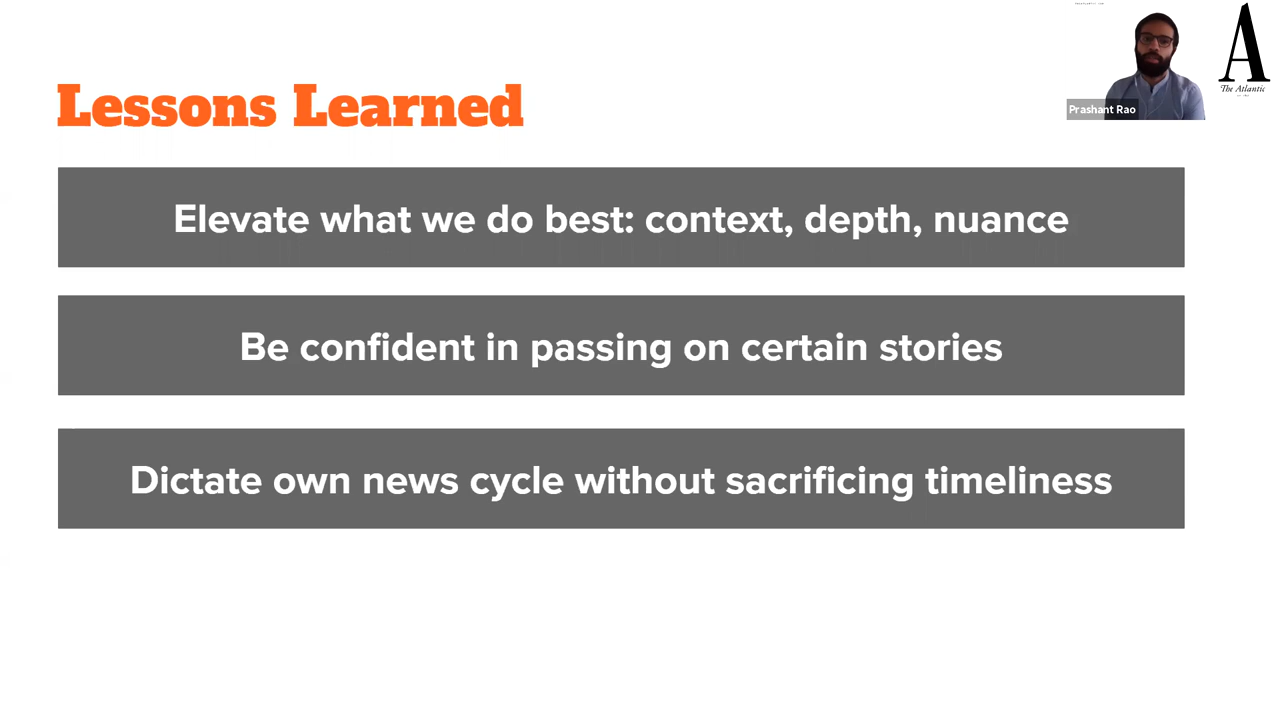 Lessons Learned
Prashant Rao
A
The Atlantic
Elevate what we do best: context, depth, nuance
Be confident in passing on certain stories
Dictate own news cycle without sacrificing timeliness